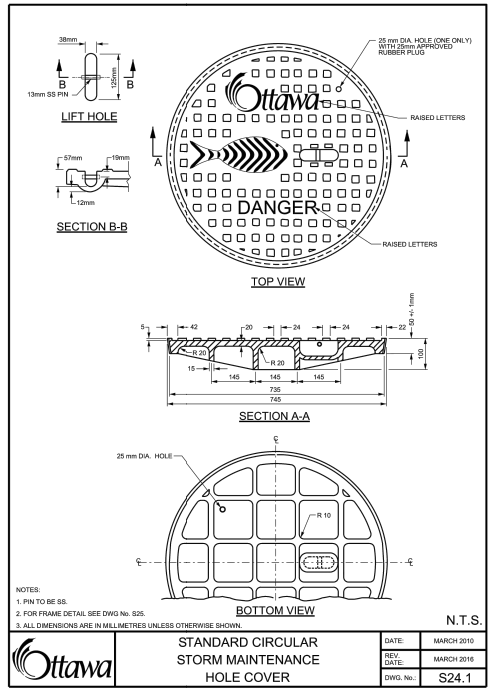 38mm
B
B
125mm
13mm SS PIN
LIFT HOLE
57mm
19mm
12mm
SECTION B-B
25 mm DIA. HOLE (ONE ONLY)
WITH 25mm APPROVED
RUBBER PLUG
Ottawa
RAISED LETTERS
A
A
DANGER
RAISED LETTERS
TOP VIEW
5
42
20
24
24
22
50 +/- 1mm
100
R 20
R 20
15
145
145
145
735
745
SECTION A-A
25 mm DIA. HOLE
R 10
BOTTOM VIEW
NOTES:
1. PIN TO BE SS.
2. FOR FRAME DETAIL SEE DWG No. S25.
3. ALL DIMENSIONS ARE IN MILLIMETRES UNLESS OTHERWISE SHOWN.
N.T.S.
Ottawa
STANDARD CIRCULAR
STORM MAINTENANCE
HOLE COVER
DATE: MARCH 2010
REV. DATE: MARCH 2016
DWG. No.: S24.1